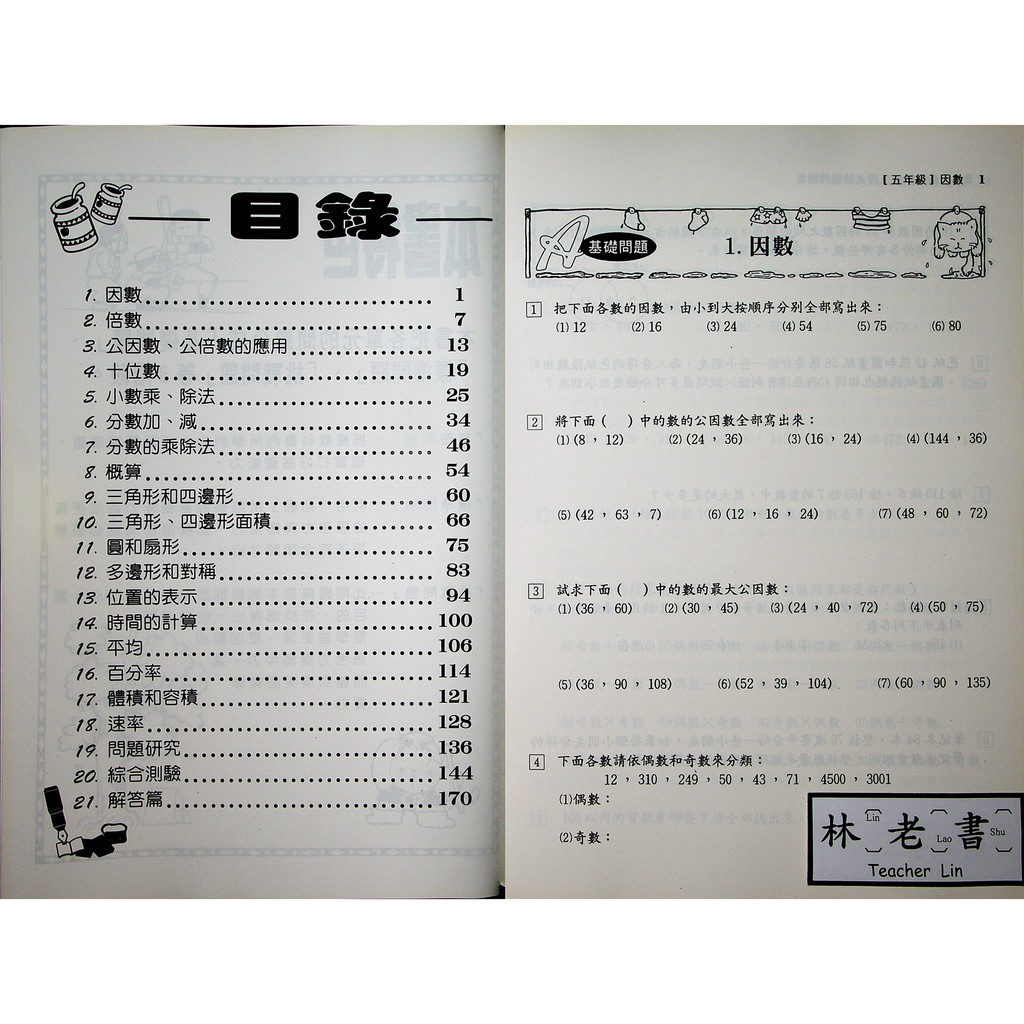 目錄
1. 因數 1
2. 倍數 7
3. 公因數、公倍數的應用 13
4. 十位數 19
5. 小數乘、除法 25
6. 分數加、減 34
7. 分數的乘除法 46
8. 概算 54
9. 三角形和四邊形 60
10. 三角形、四邊形面積 66
11. 圓和扇形 75
12. 多邊形和對稱 83
13. 位置的表示 94
14. 時間的計算 100
15. 平均 106
16. 百分率 114
17. 體積和容積 121
18. 速率 128
19. 問題研究 136
20. 綜合測驗 144
21. 解答篇 170
【五年級】因數 1
A 基礎問題 1. 因數
1 把下面各數的因數，由小到大按順序分別全部寫出來：
(1) 12 (2) 16 (3) 24 (4) 54 (5) 75 (6) 80
2 將下面（ ）中的數的公因數全部寫出來：
(1) (8，12) (2) (24，36) (3) (16，24) (4) (144，36)
(5) (42，63，7) (6) (12，16，24) (7) (48，60，72)
3 試求下面（ ）中的數的最大公因數：
(1) (36，60) (2) (30，45) (3) (24，40，72) (4) (50，75)
(5) (36，90，108) (6) (52，39，104) (7) (60，90，135)
4 下面各數請依偶數和奇數來分類：
12，310，249，50，43，71，4500，3001
(1)偶數：
(2)奇數：
林 Lin 老 Lao 書 Shu
Teacher Lin